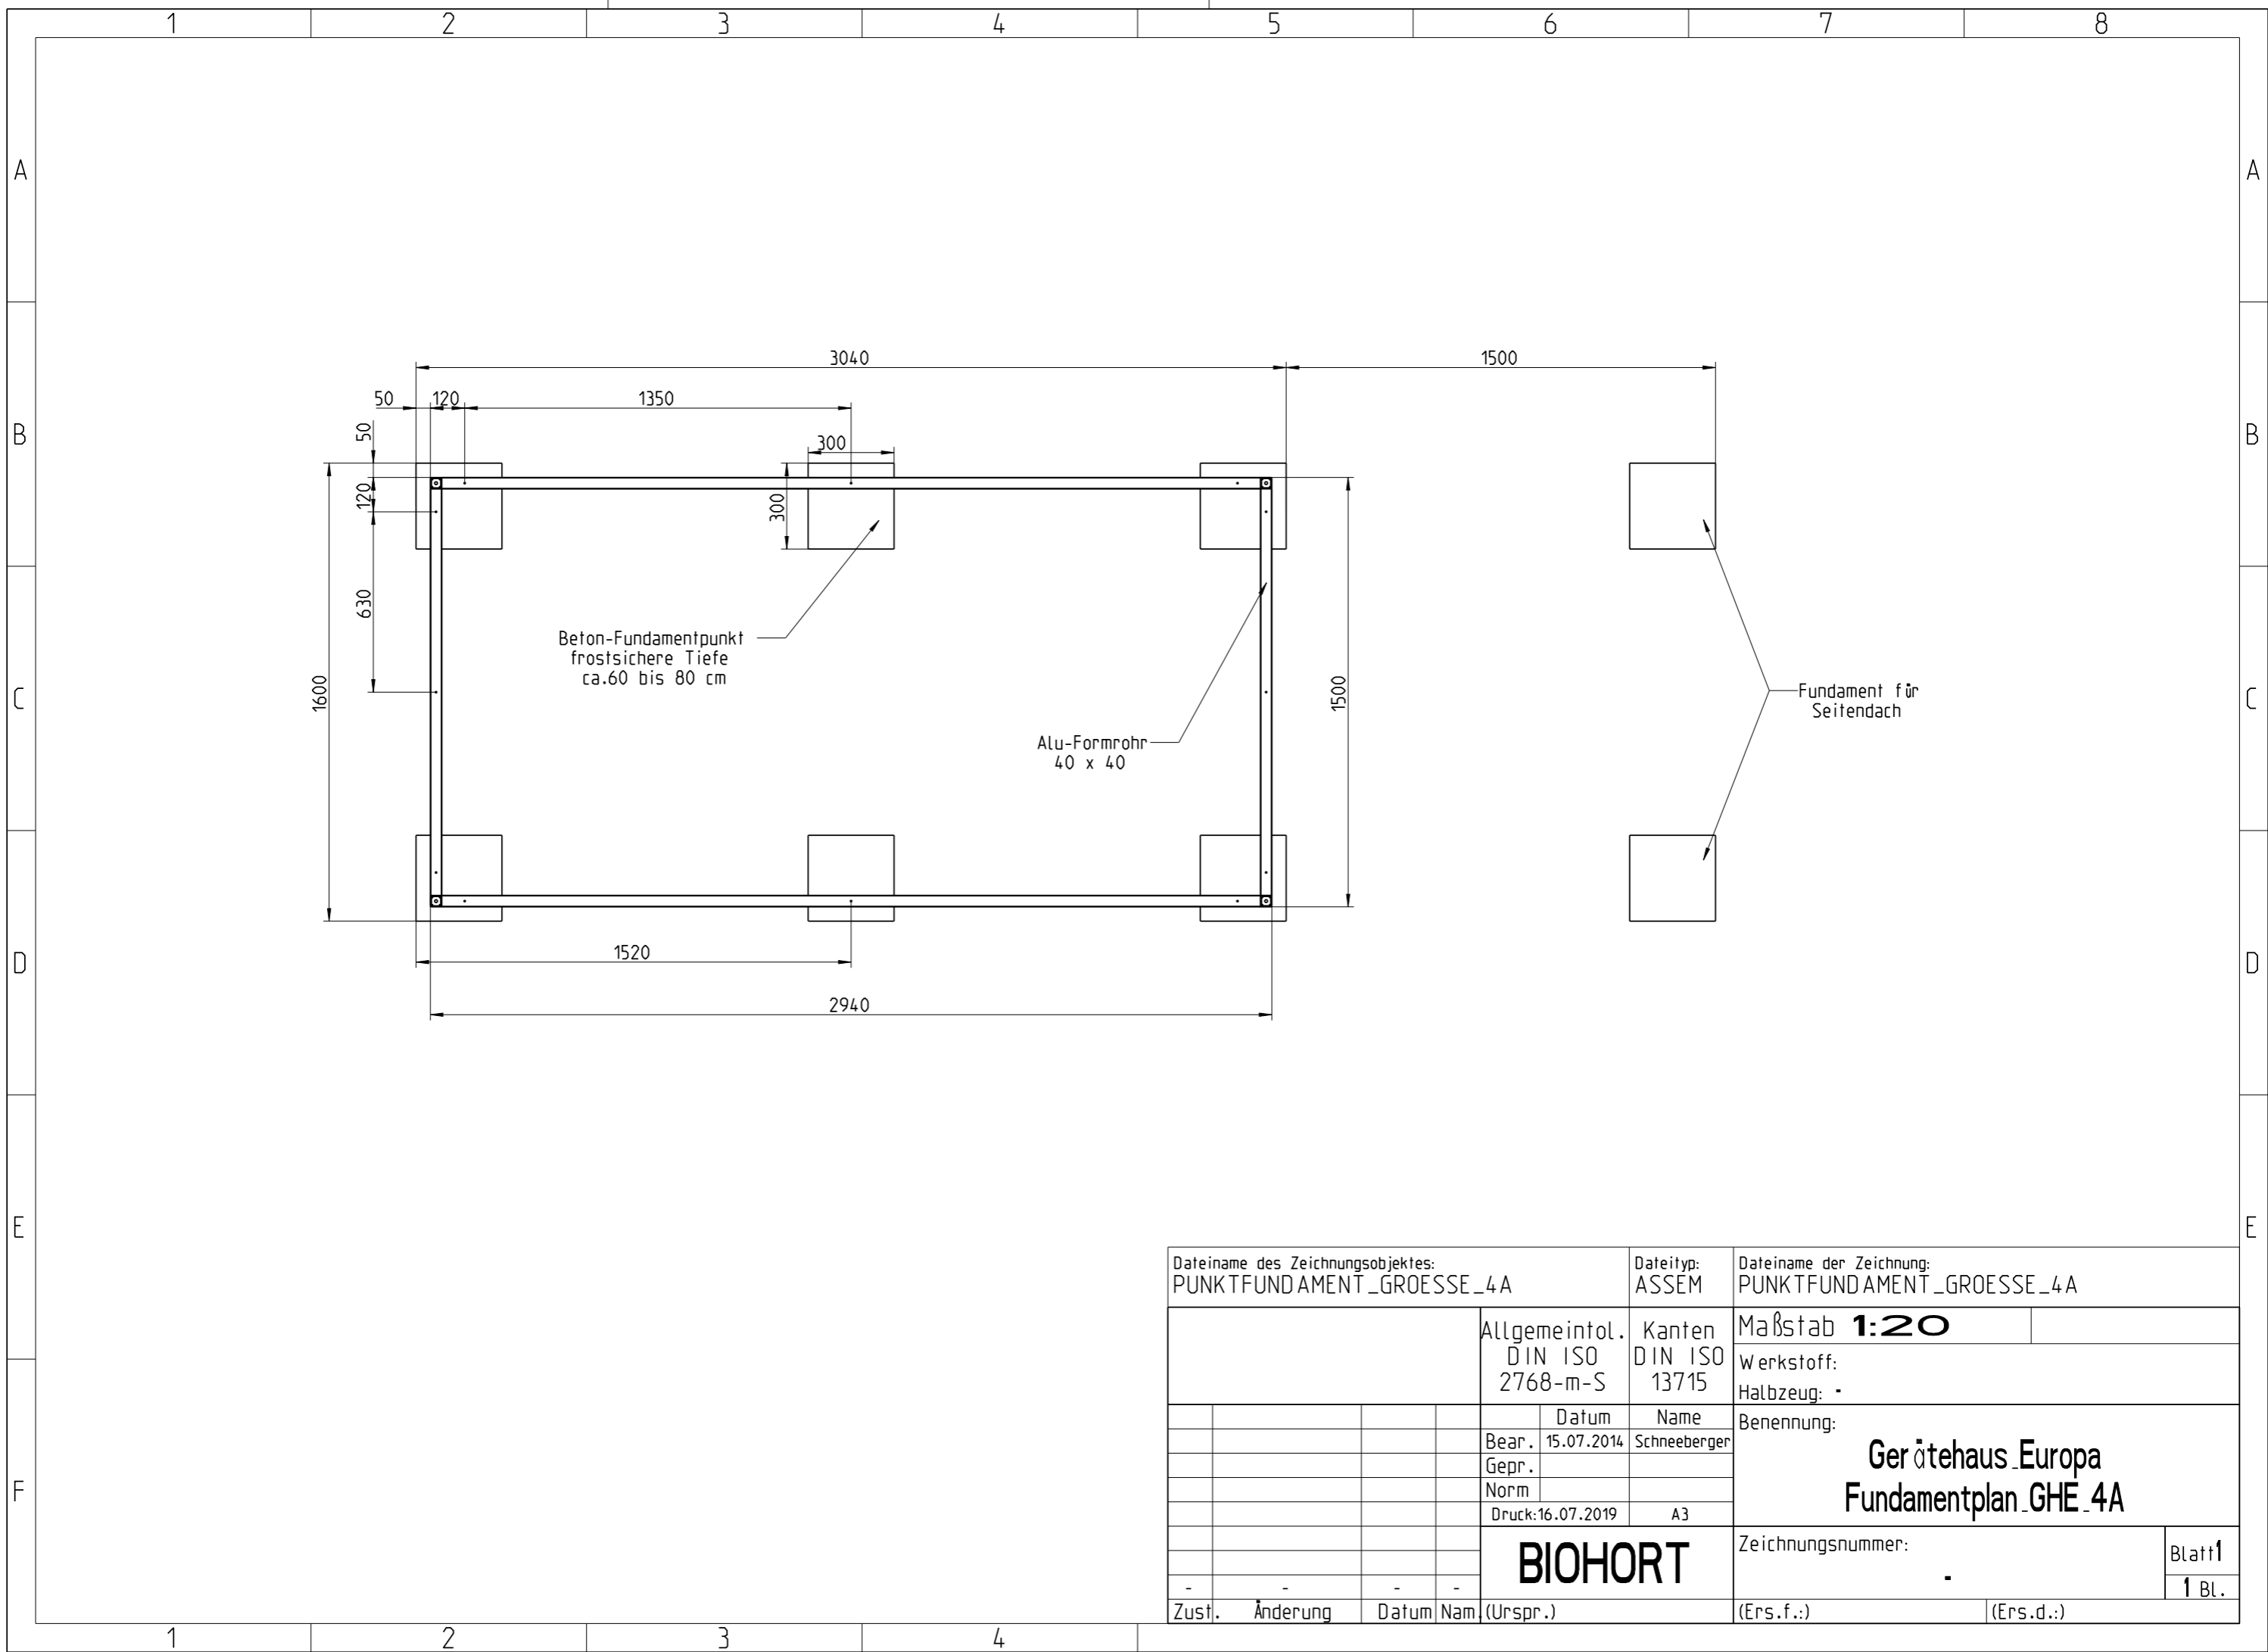 1 2 3 4 5 6 7 8
A A
3040 1500
50 120 1350
B B
50
300
120
300
630
Beton-Fundamentpunkt
frostsichere Tiefe
ca.60 bis 80 cm
C C
1600
1500
Fundament für
Seitendach
Alu-Formrohr
40 x 40
1520
D D
2940
E E
Dateiname des Zeichnungsobjektes:
PUNKTFUNDAMENT_GROESSE_4A
Dateityp:
ASSEM
Dateiname der Zeichnung:
PUNKTFUNDAMENT_GROESSE_4A
Allgemeintol.
DIN ISO
2768-m-S
Kanten
DIN ISO
13715
Maßstab 1:20
Werkstoff:
Halbzeug: -
Datum Name
Bear. 15.07.2014 Schneeberger
Gepr.
Norm
Druck:16.07.2019 A3
Benennung:
Gerätehaus_Europa
Fundamentplan_GHE_4A
F
BIOHORT
Zeichnungsnummer:
-
Blatt1
1 Bl.
- - - -
Zust. Änderung Datum Nam. (Urspr.) (Ers.f.:) (Ers.d.:)
1 2 3 4